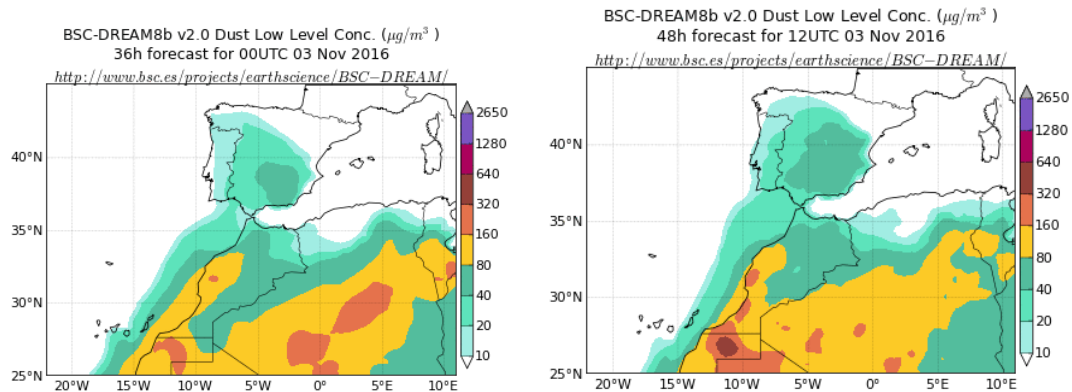 BSC-DREAM8b v2.0 Dust Low Level Conc. (μg/m³ )
36h forecast for 00UTC 03 Nov 2016
http://www.bsc.es/projects/earthscience/BSC−DREAM/
2650
1280
640
320
160
80
40
20
10
40°N
35°N
30°N
25°N
20°W
15°W
10°W
5°W
0°
5°E
10°E
BSC-DREAM8b v2.0 Dust Low Level Conc. (μg/m³ )
48h forecast for 12UTC 03 Nov 2016
http://www.bsc.es/projects/earthscience/BSC−DREAM/
2650
1280
640
320
160
80
40
20
10
40°N
35°N
30°N
25°N
20°W
15°W
10°W
5°W
0°
5°E
10°E